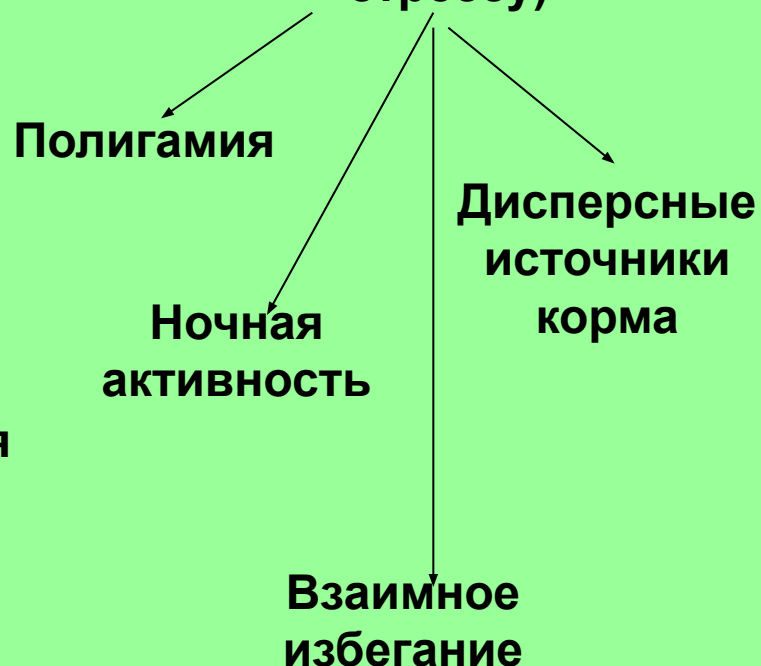 Полигамия
Дисперсные
источники
корма
Ночная
активность
я
Взаимное
избегание